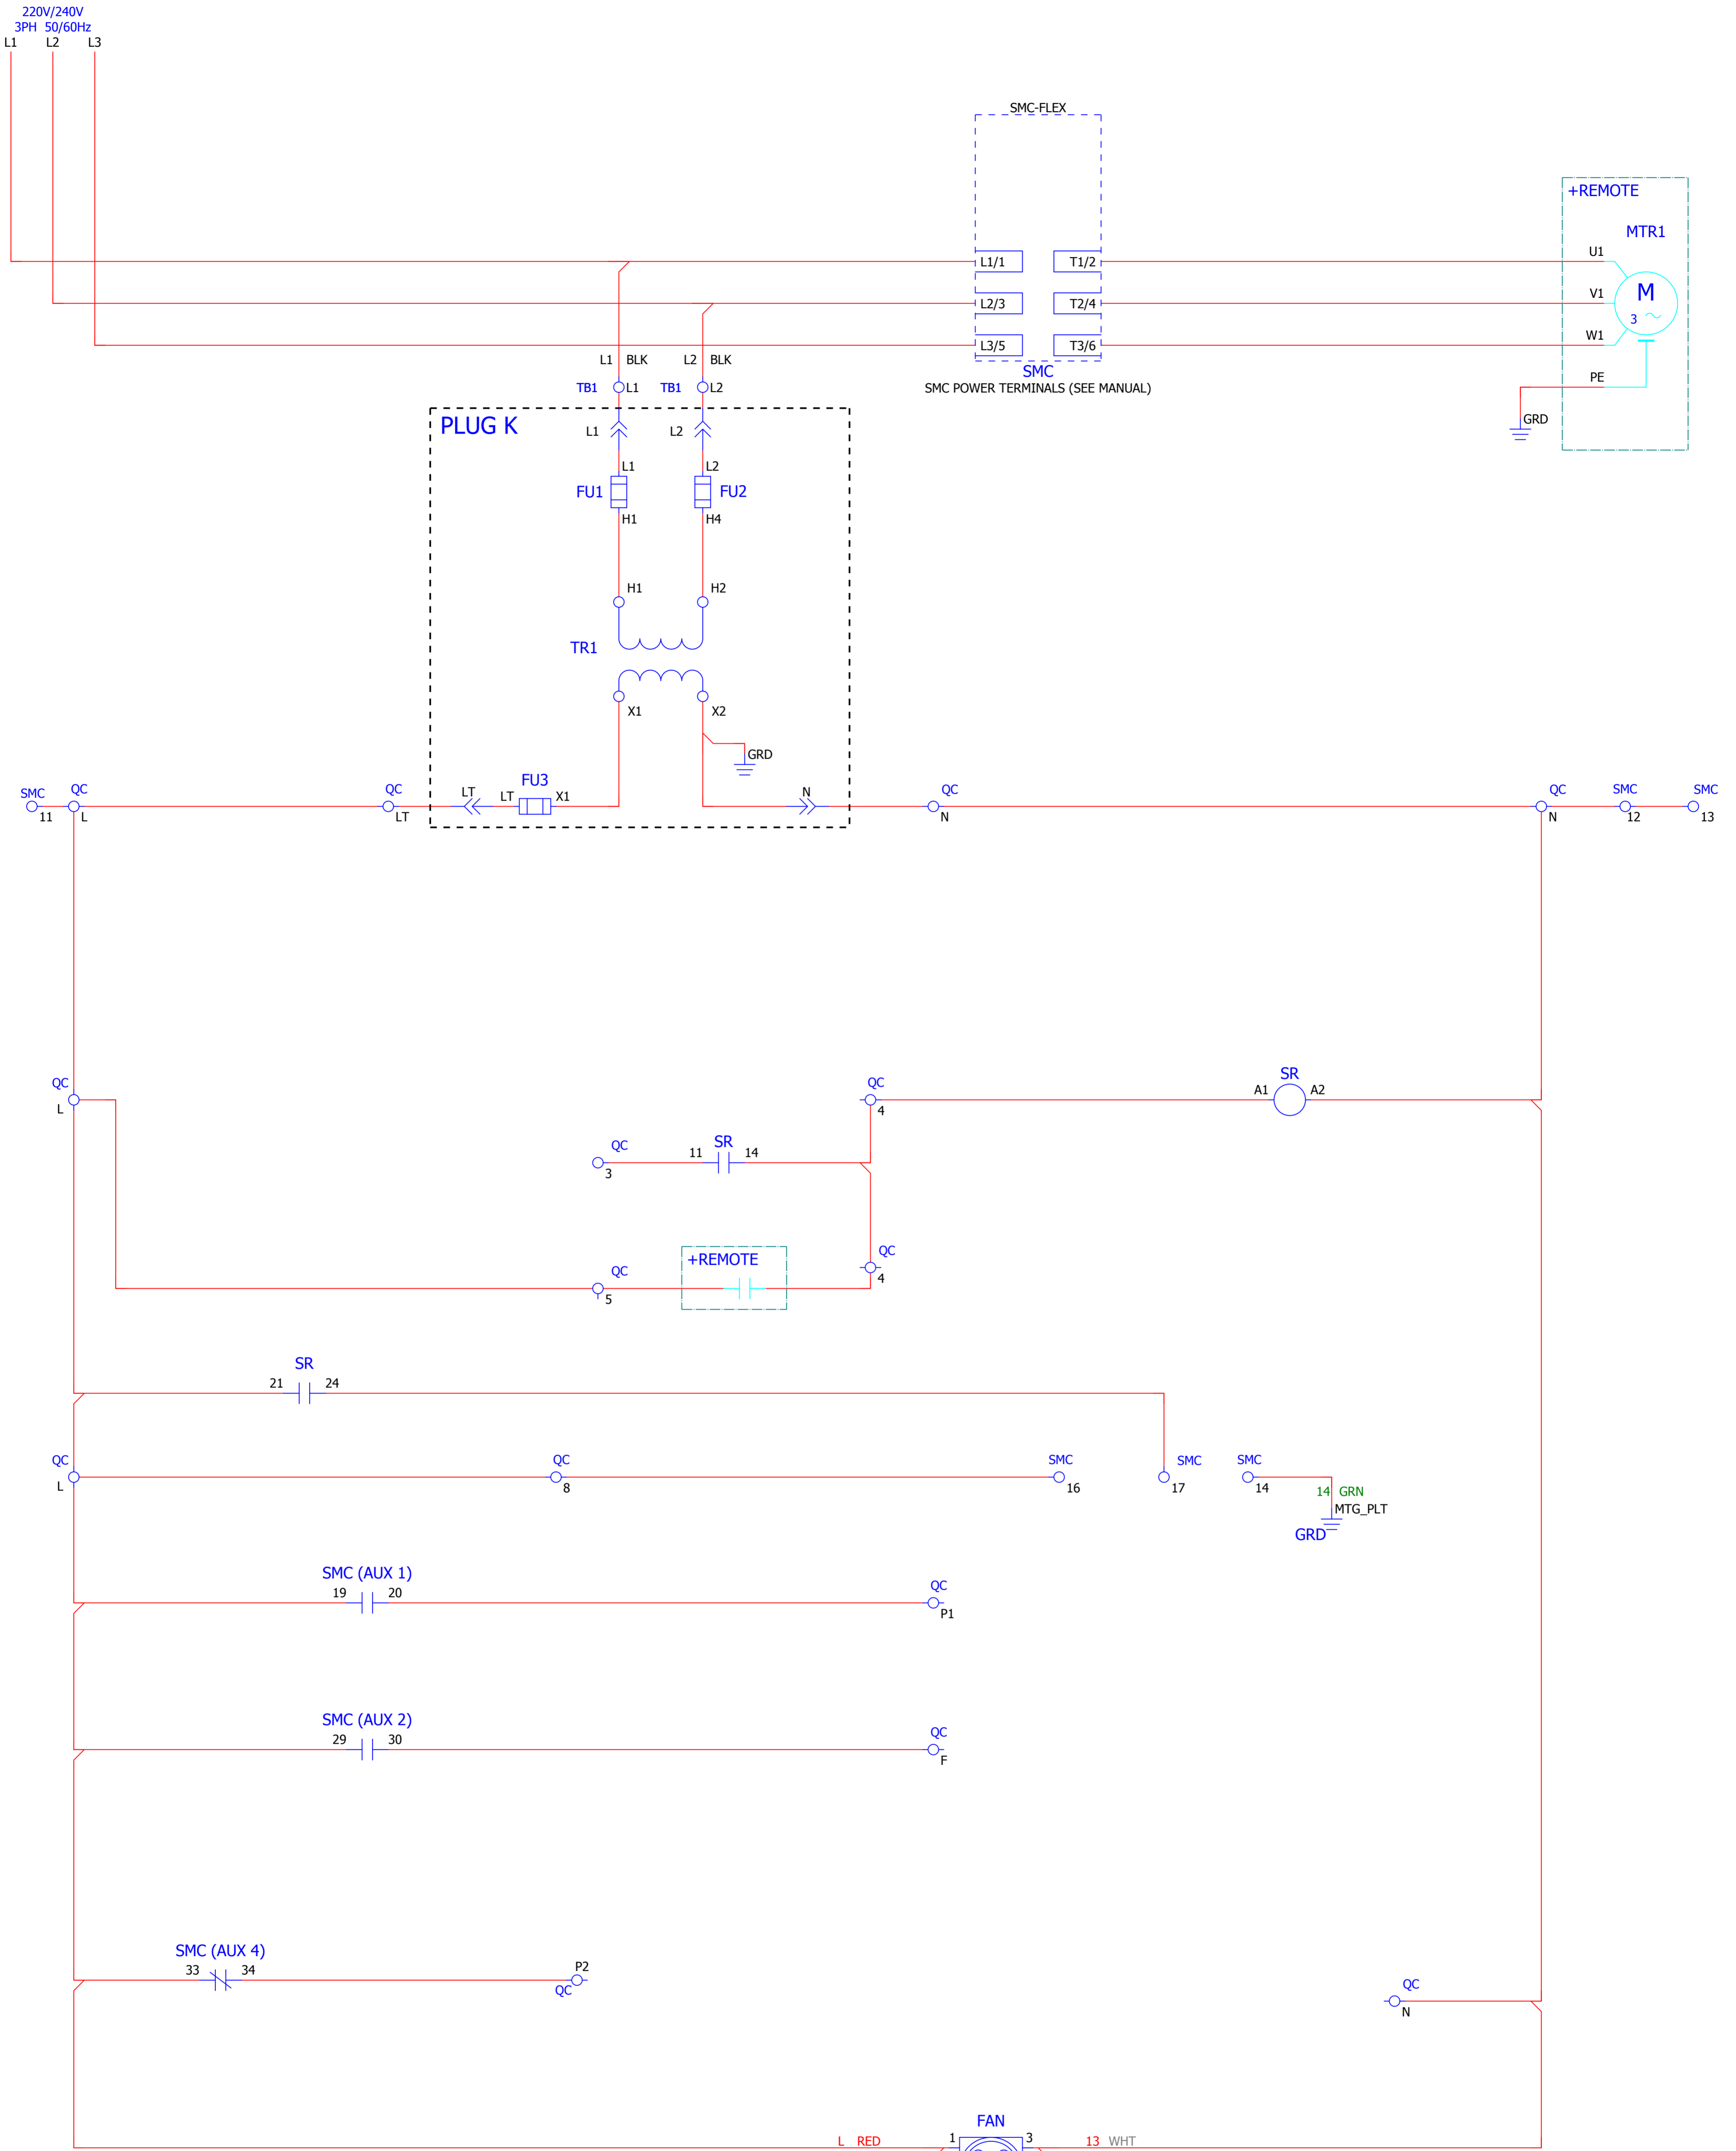 220V/240V
3PH 50/60Hz
L1 L2 L3
SMC-FLEX
+REMOTE
MTR1
L1/1 T1/2 U1
L2/3 T2/4 V1 M
3
L3/5 T3/6 W1
L1 BLK L2 BLK
SMC
SMC POWER TERMINALS (SEE MANUAL)
PE
TB1 L1 TB1 L2
GRD
PLUG K
L1 L2
L1 L2
FU1 FU2
H1 H4
H1 H2
TR1
X1 X2
GRD
SMC QC QC LT LT FU3 X1 N QC QC SMC SMC
11 L LT N N 12 13
QC QC SR
L 4 A1 A2
QC SR
3 11 14
QC +REMOTE QC
5 4
SR
21 24
QC QC SMC SMC SMC
L 8 16 17 14
14 GRN
MTG_PLT
GRD
SMC (AUX 1)
19 20 QC
P1
SMC (AUX 2)
29 30 QC
F
SMC (AUX 4)
33 34 P2
QC
QC
N
FAN
L RED 1 3 13 WHT